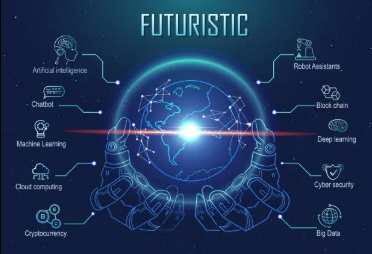 FUTURISTIC
Artificial intelligence
Chatbot
Machine Learning
Cloud computing
Cryptocurrency
Robot Assistants
Block chain
Deep learning
Cyber security
Big Data